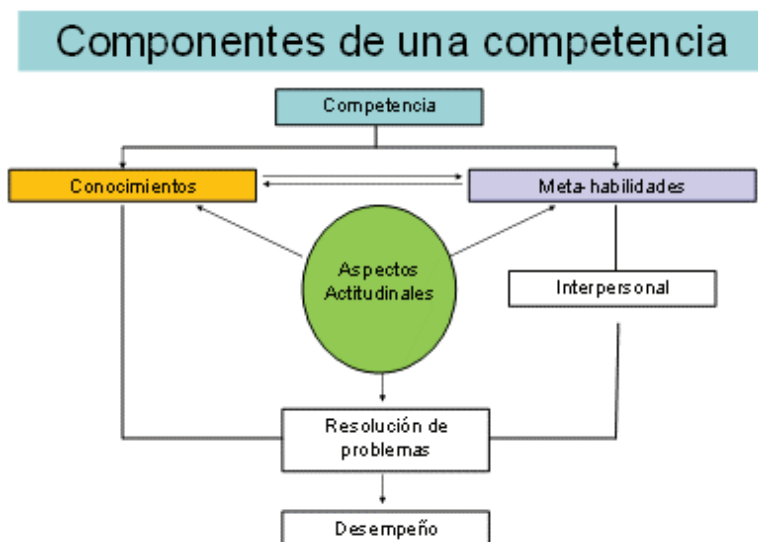 Componentes de una competencia
Competencia
Conocimientos
Meta-habilidades
Aspectos
Actitudinales
Interpersonal
Resolución de
problemas
Desempeño